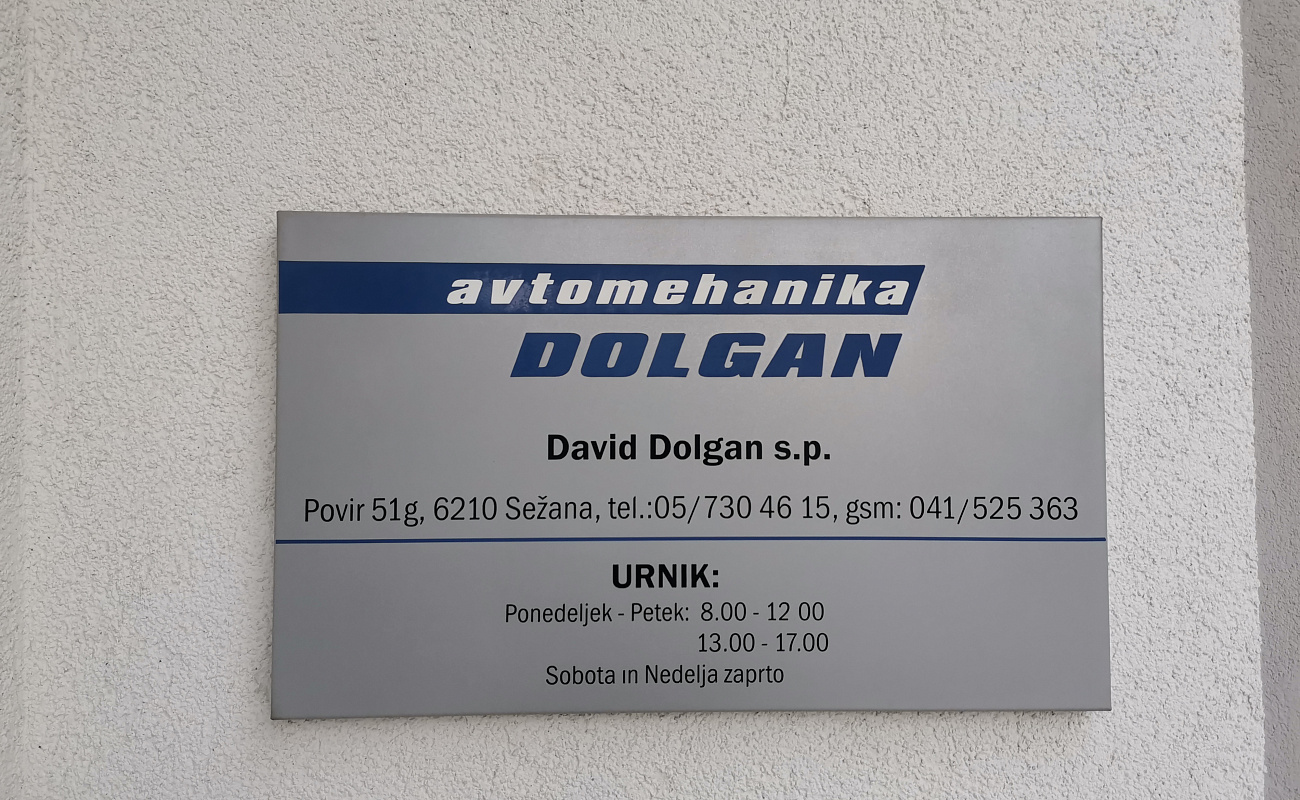 avtomehanika
DOLGAN
David Dolgan s.p.
Povir 51g, 6210 Sežana, tel.:05/730 46 15, gsm: 041/525 363
URNIK:
Ponedeljek - Petek: 8.00 - 12 00
13.00 - 17.00
Sobota ın Nedelja zaprto